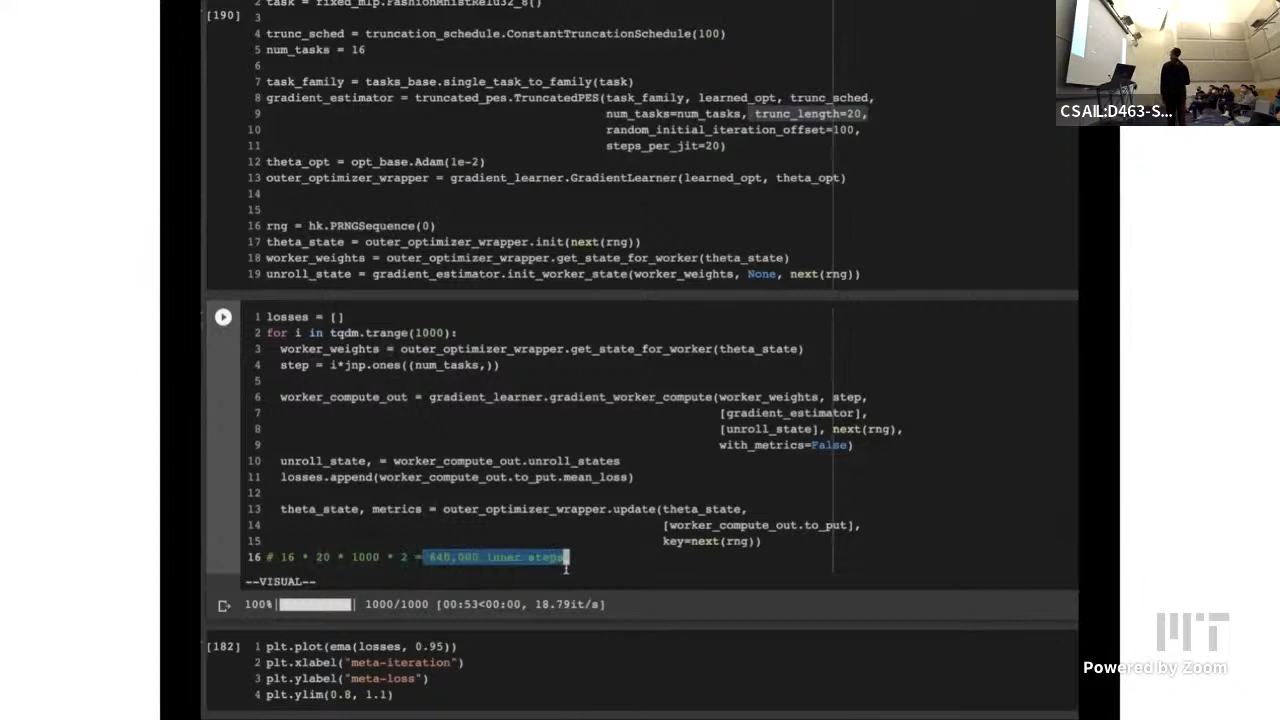 2 task = fixed_mlp.FashionMnistRelu32_8()
[190]
3
4 trunc_sched = truncation_schedule.ConstantTruncationSchedule(100)
5 num_tasks = 16
6
7 task_family = tasks_base.single_task_to_family(task)
8 gradient_estimator = truncated_pes.TruncatedPES(task_family, learned_opt, trunc_sched,
9 num_tasks=num_tasks, trunc_length=20,
10 random_initial_iteration_offset=100,
11 steps_per_jit=20)
12 theta_opt = opt_base.Adam(1e-2)
13 outer_optimizer_wrapper = gradient_learner.GradientLearner(learned_opt, theta_opt)
14
15
16 rng = hk.PRNGSequence(0)
17 theta_state = outer_optimizer_wrapper.init(next(rng))
18 worker_weights = outer_optimizer_wrapper.get_state_for_worker(theta_state)
19 unroll_state = gradient_estimator.init_worker_state(worker_weights, None, next(rng))
1 losses = []
2 for i in tqdm.trange(1000):
3 worker_weights = outer_optimizer_wrapper.get_state_for_worker(theta_state)
4 step = i*jnp.ones((num_tasks,))
5
6 worker_compute_out = gradient_learner.gradient_worker_compute(worker_weights, step,
7 [gradient_estimator],
8 [unroll_state], next(rng),
9 with_metrics=False)
10 unroll_state, = worker_compute_out.unroll_states
11 losses.append(worker_compute_out.to_put.mean_loss)
12
13 theta_state, metrics = outer_optimizer_wrapper.update(theta_state,
14 [worker_compute_out.to_put],
15 key=next(rng))
16 # 16 * 20 * 1000 * 2 = 640,000 inner steps
--VISUAL--
100%| | 1000/1000 [00:53<00:00, 18.79it/s]
[182] 1 plt.plot(ema(losses, 0.95))
2 plt.xlabel("meta-iteration")
3 plt.ylabel("meta-loss")
4 plt.ylim(0.8, 1.1)
CSAIL:D463-S...
MIT
Powered by Zoom